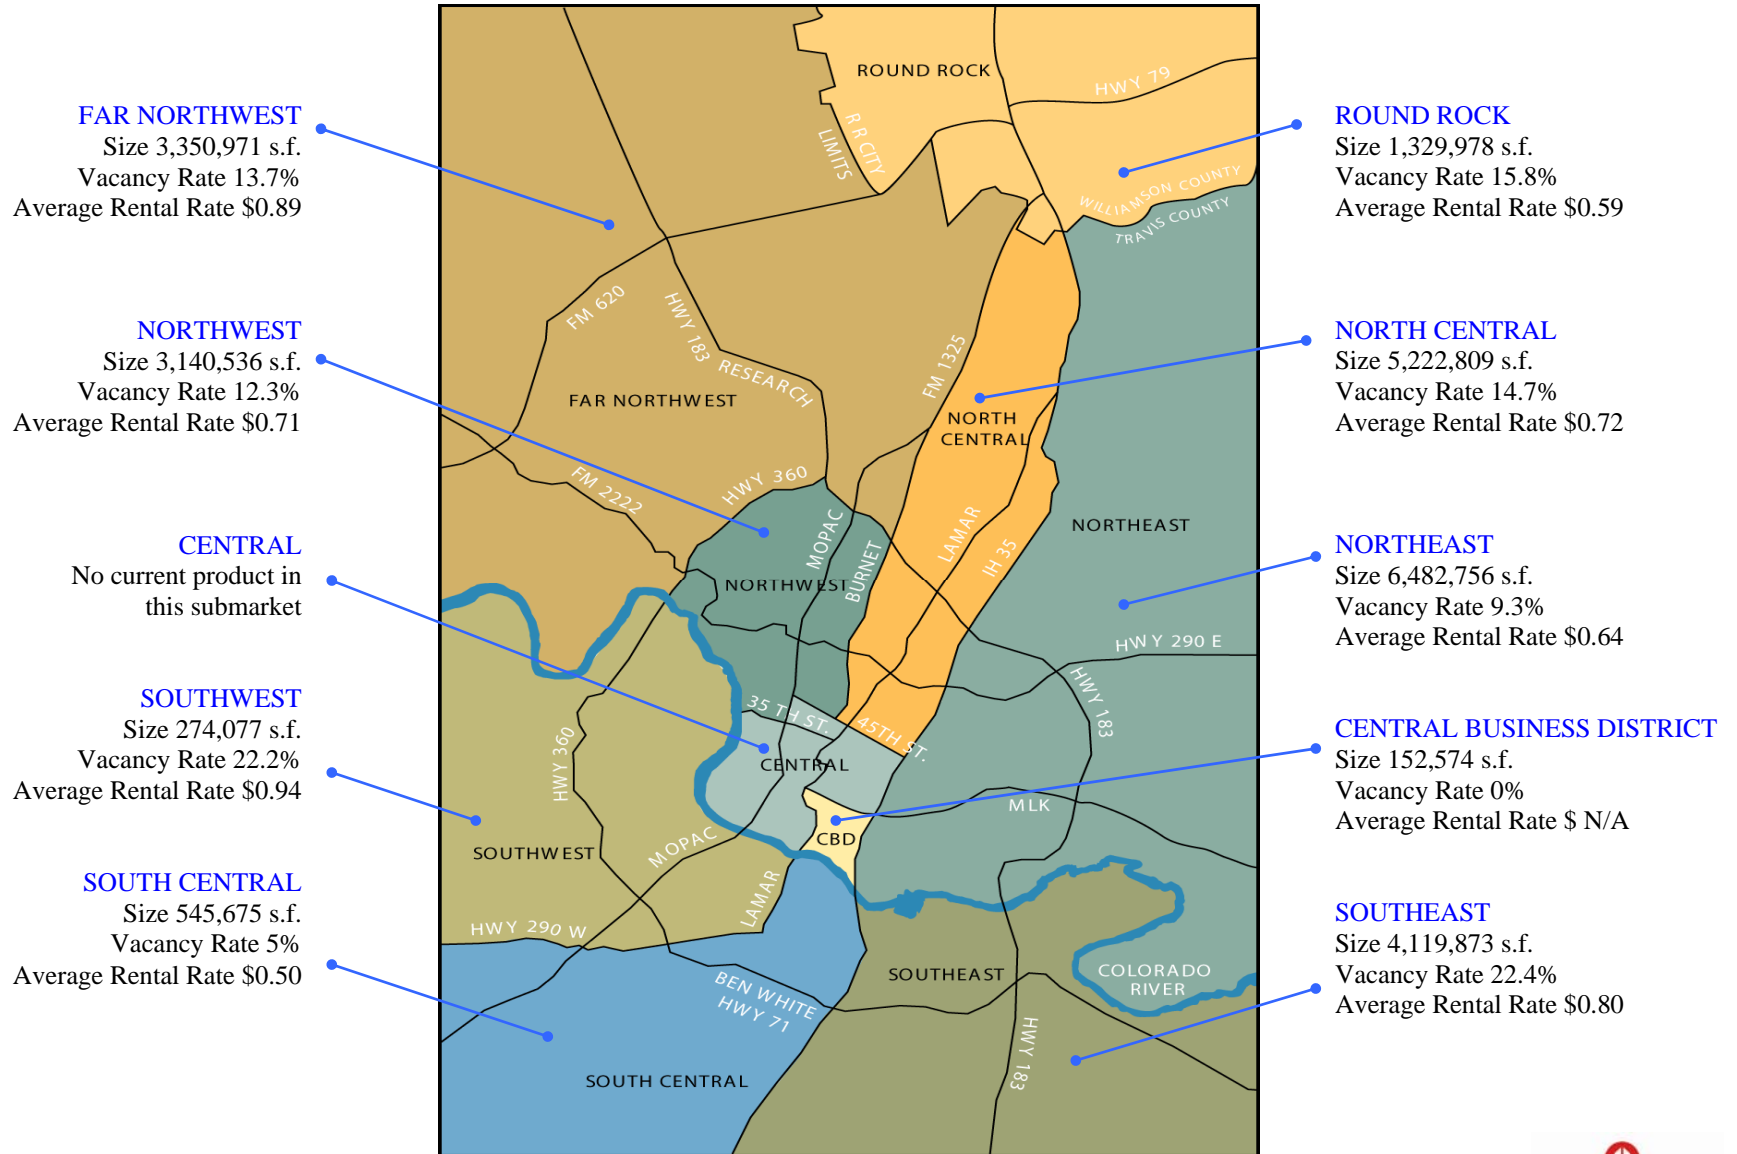 FAR NORTHWEST
Size 3,350,971 s.f.
Vacancy Rate 13.7%
Average Rental Rate $0.89
NORTHWEST
Size 3,140,536 s.f.
Vacancy Rate 12.3%
Average Rental Rate $0.71
CENTRAL
No current product in
this submarket
SOUTHWEST
Size 274,077 s.f.
Vacancy Rate 22.2%
Average Rental Rate $0.94
SOUTH CENTRAL
Size 545,675 s.f.
Vacancy Rate 5%
Average Rental Rate $0.50
ROUND ROCK
HWY 79
R R CITY
LIMITS
WILLIAMSON COUNTY
TRAVIS COUNTY
FM 620
HWY 183
RESEARCH
FM 1325
FAR NORTHWEST
NORTH
CENTRAL
HWY 360
FM 2222
MOPAC
BURNET
LAMAR
IH 35
NORTHEAST
NORTHWEST
HWY 290 E
HWY 183
35 TH ST.
45TH ST.
HWY 360
CENTRAL
MLK
CBD
MOPAC
SOUTHWEST
LAMAR
HWY 290 W
BEN WHITE
HWY 71
SOUTHEAST
COLORADO
RIVER
HWY 183
SOUTH CENTRAL
ROUND ROCK
Size 1,329,978 s.f.
Vacancy Rate 15.8%
Average Rental Rate $0.59
NORTH CENTRAL
Size 5,222,809 s.f.
Vacancy Rate 14.7%
Average Rental Rate $0.72
NORTHEAST
Size 6,482,756 s.f.
Vacancy Rate 9.3%
Average Rental Rate $0.64
CENTRAL BUSINESS DISTRICT
Size 152,574 s.f.
Vacancy Rate 0%
Average Rental Rate $ N/A
SOUTHEAST
Size 4,119,873 s.f.
Vacancy Rate 22.4%
Average Rental Rate $0.80